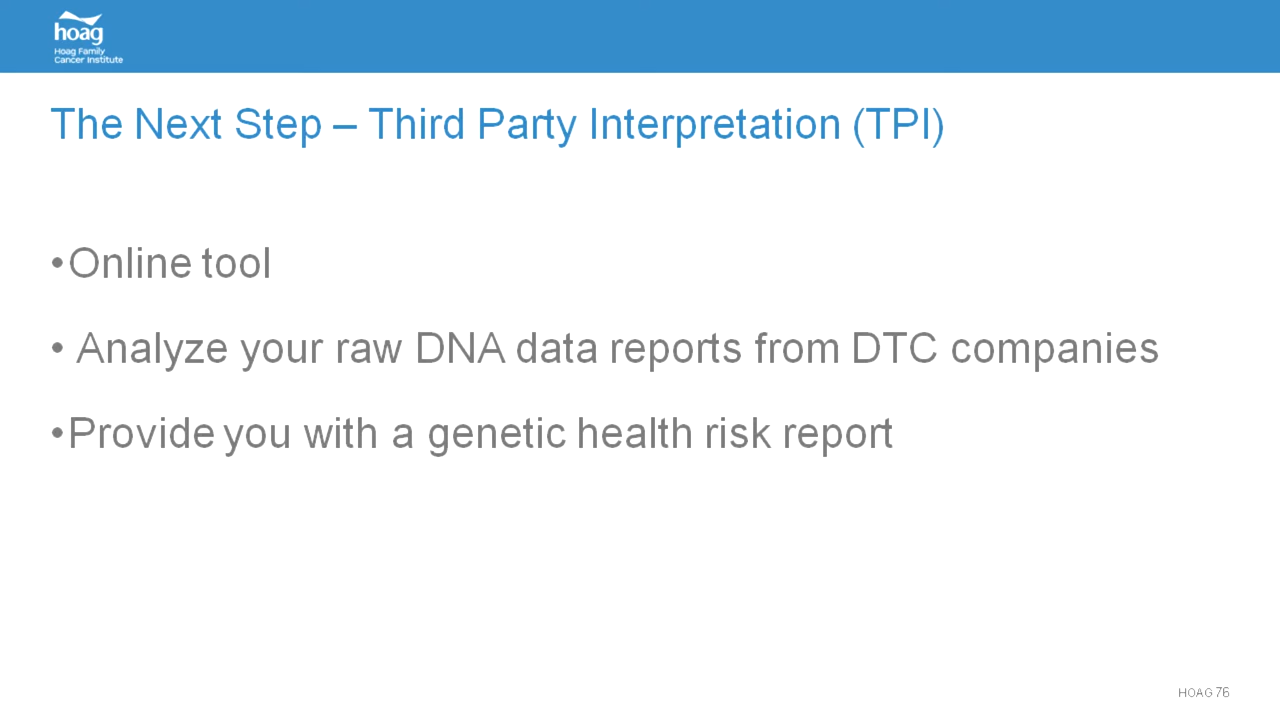 hoag
Hoag Family
Cancer Institute
The Next Step – Third Party Interpretation (TPI)
•Online tool
• Analyze your raw DNA data reports from DTC companies
•Provide you with a genetic health risk report
HOAG 76